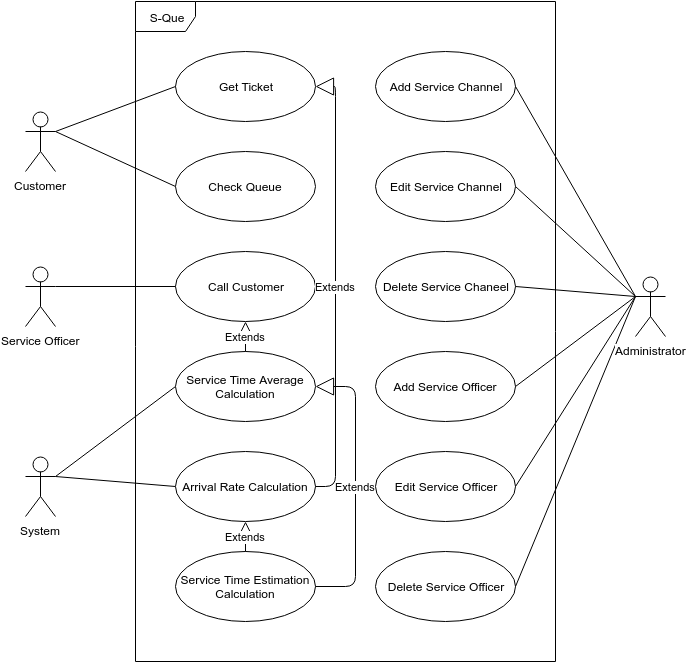 S-Que
Get Ticket
Add Service Channel
Customer
Check Queue
Edit Service Channel
Call Customer
Extends
Delete Service Chaneel
Service Officer
Extends
Administrator
Service Time Average
Calculation
Add Service Officer
Arrival Rate Calculation
Extends
Edit Service Officer
System
Extends
Service Time Estimation
Calculation
Delete Service Officer